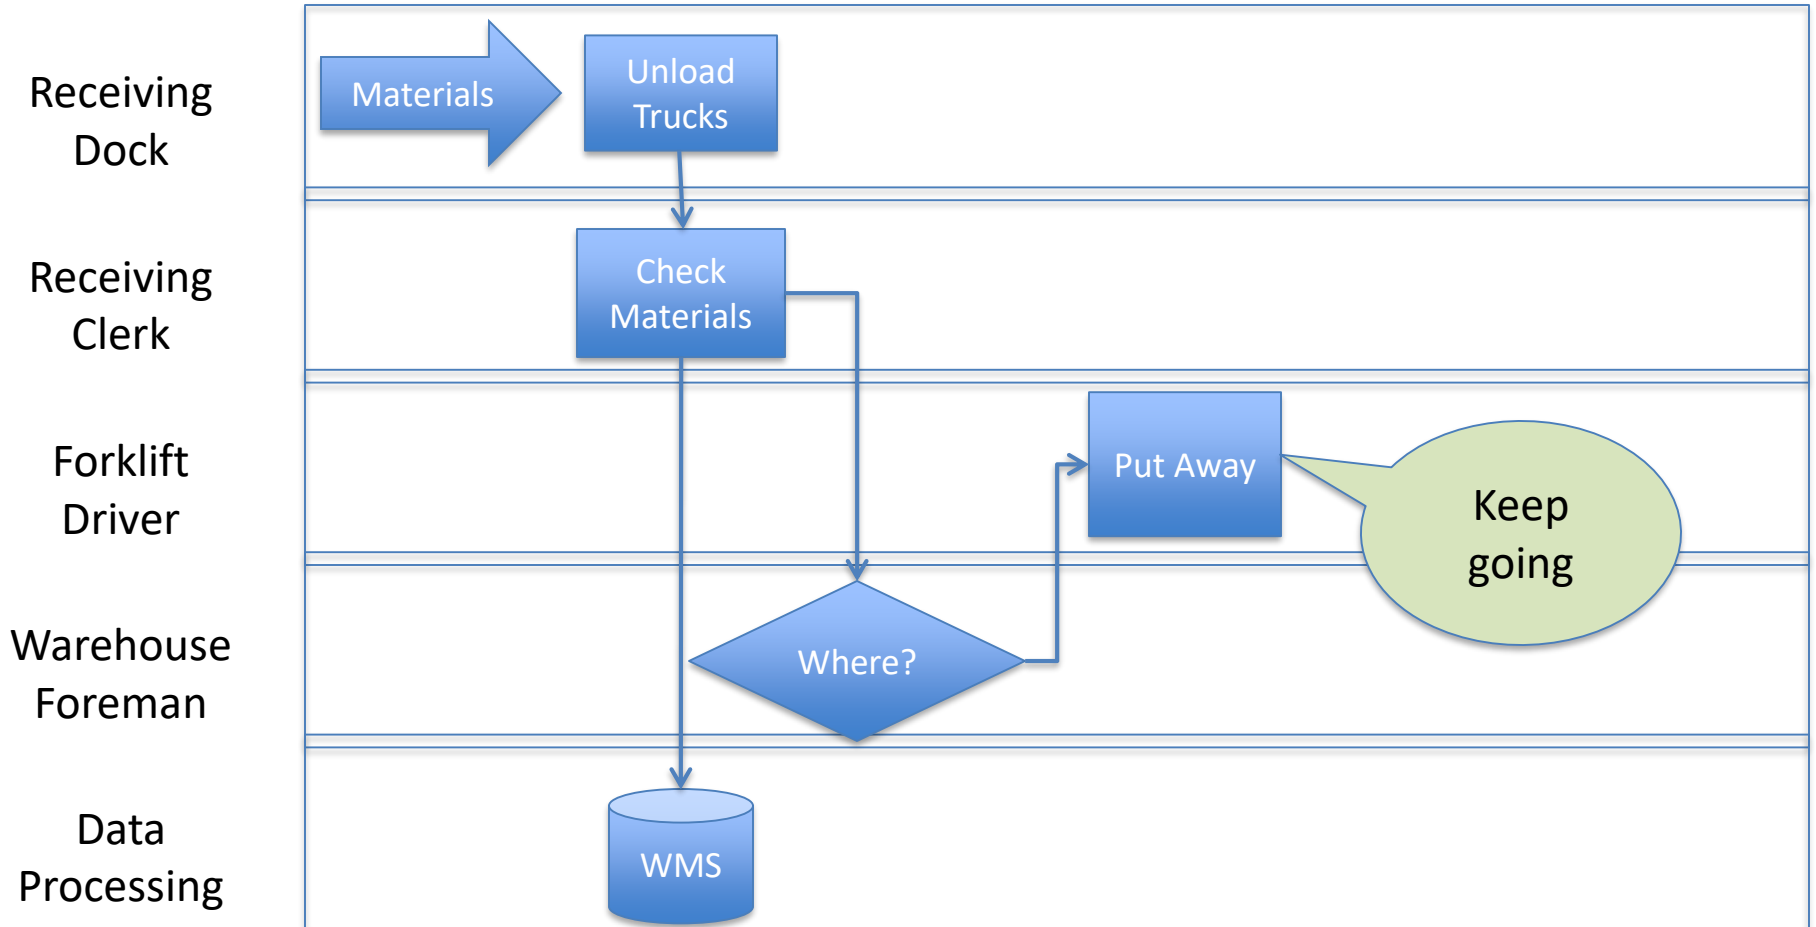 Receiving
Dock
Materials
Unload
Trucks
Receiving
Clerk
Check
Materials
Forklift
Driver
Put Away
Keep
going
Warehouse
Foreman
Where?
Data
Processing
WMS